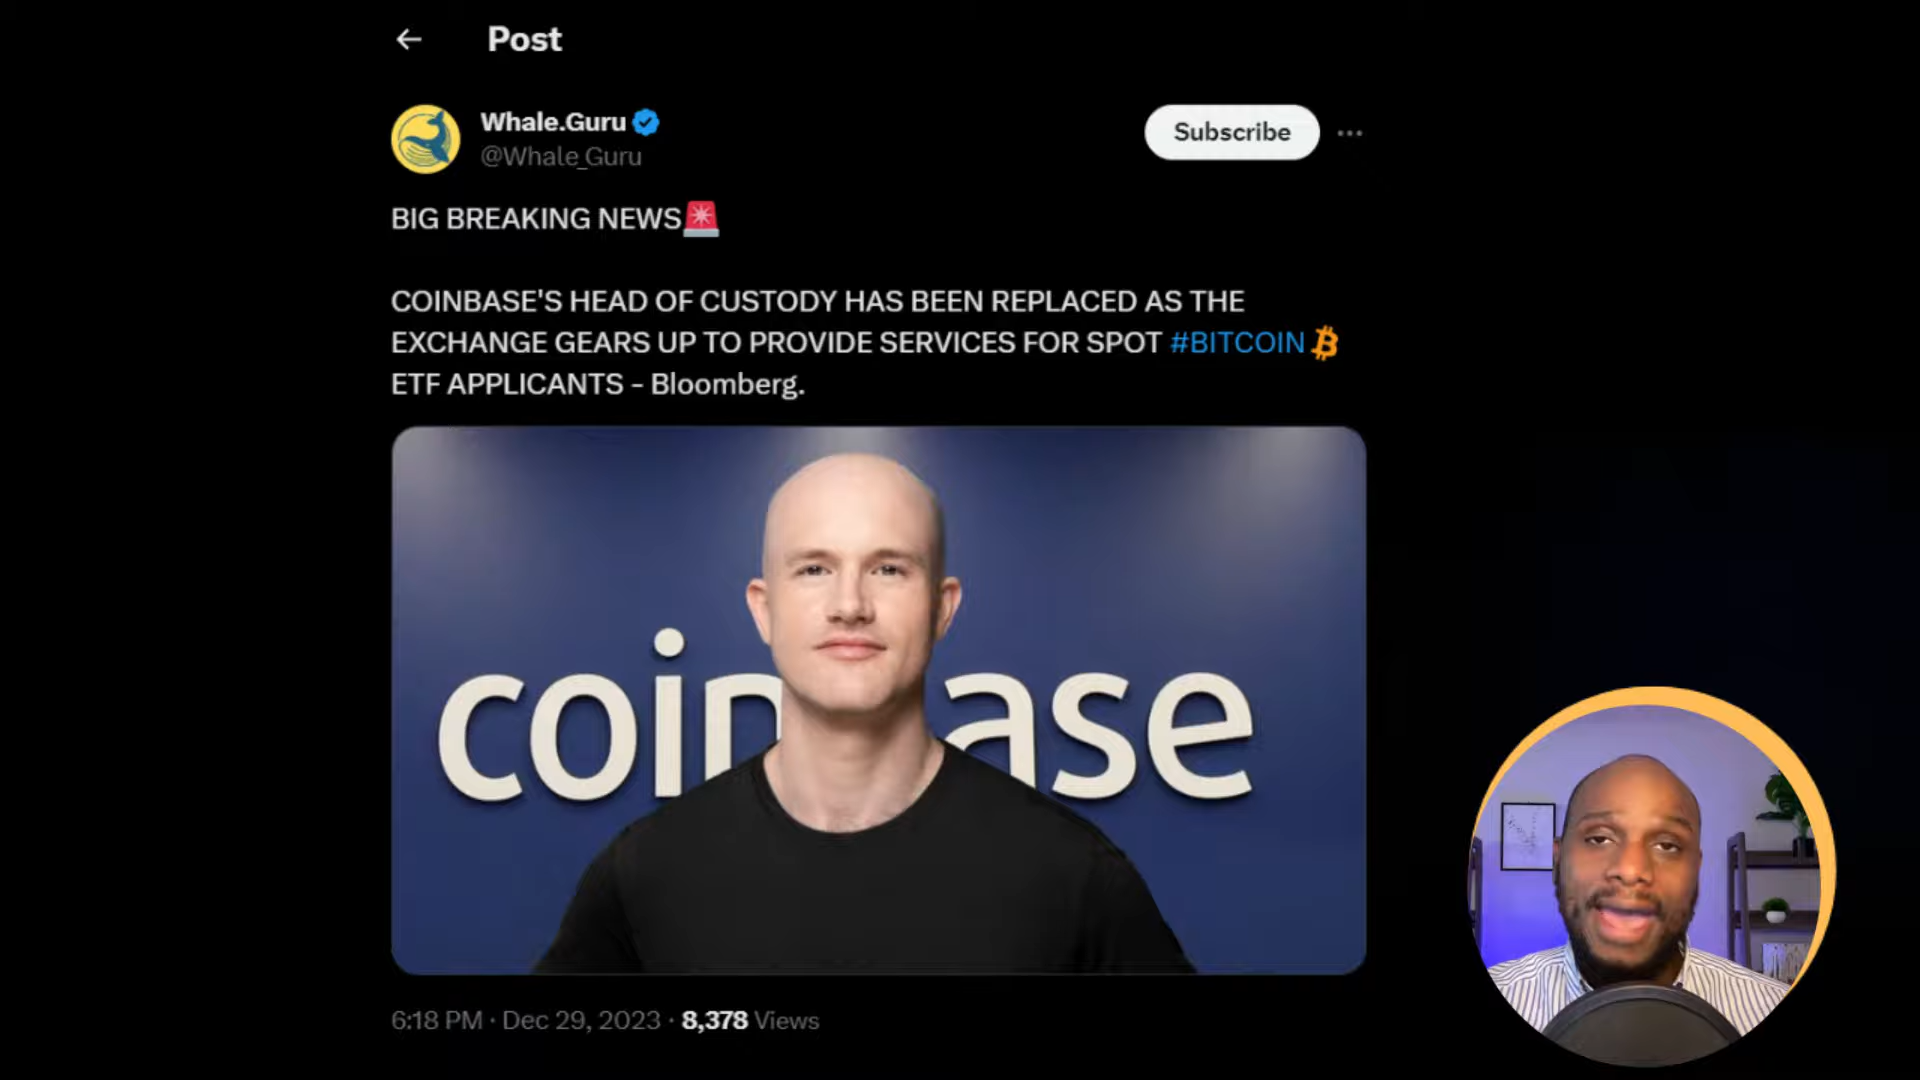 Post
Whale.Guru
@Whale_Guru
Subscribe
BIG BREAKING NEWS🚨
COINBASE'S HEAD OF CUSTODY HAS BEEN REPLACED AS THE
EXCHANGE GEARS UP TO PROVIDE SERVICES FOR SPOT #BITCOIN
ETF APPLICANTS - Bloomberg.
coin ase
6:18 PM · Dec 29, 2023 · 8,378 Views